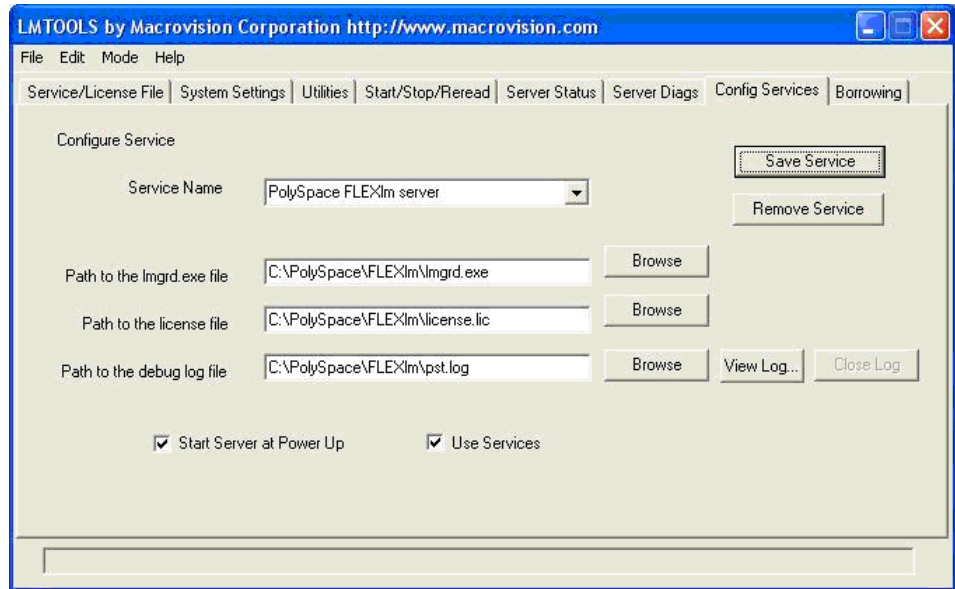 LMTOOLS by Macrovision Corporation http://www.macrovision.com
File Edit Mode Help
Service/License File System Settings Utilities Start/Stop/Reread Server Status Server Diags Config Services Borrowing
Configure Service
Save Service
Service Name PolySpace FLEXlm server
Remove Service
Path to the lmgrd.exe file C:\PolySpace\FLEXlm\lmgrd.exe Browse
Path to the license file C:\PolySpace\FLEXlm\license.lic Browse
Path to the debug log file C:\PolySpace\FLEXlm\pst.log Browse View Log... Close Log
Start Server at Power Up Use Services